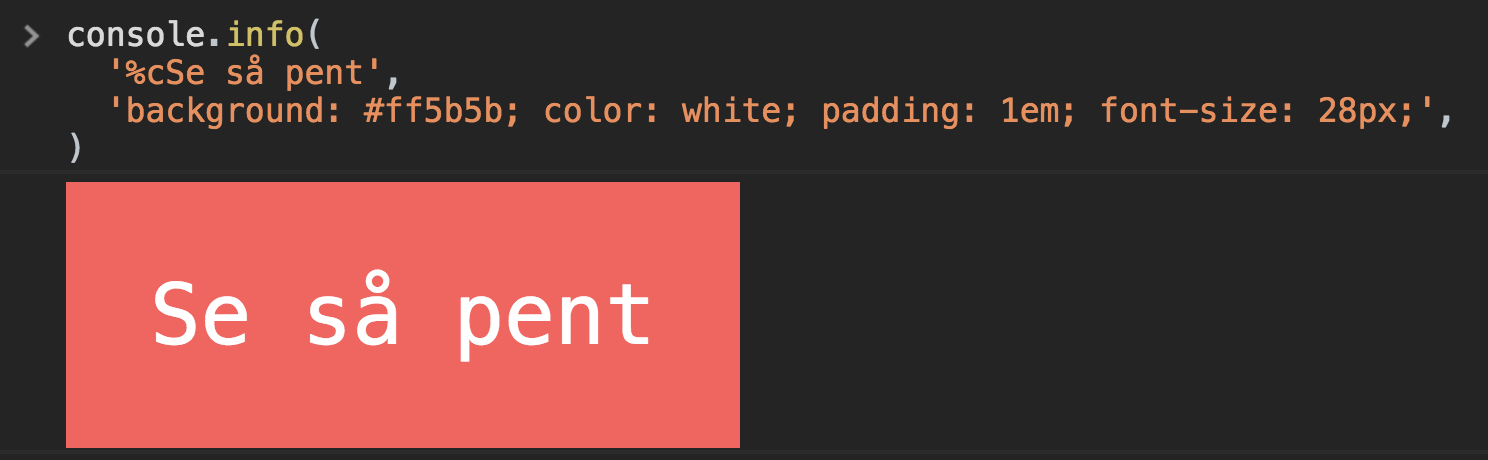 console.info(
'%cSe så pent',
'background: #ff5b5b; color: white; padding: 1em; font-size: 28px;',
)
Se så pent